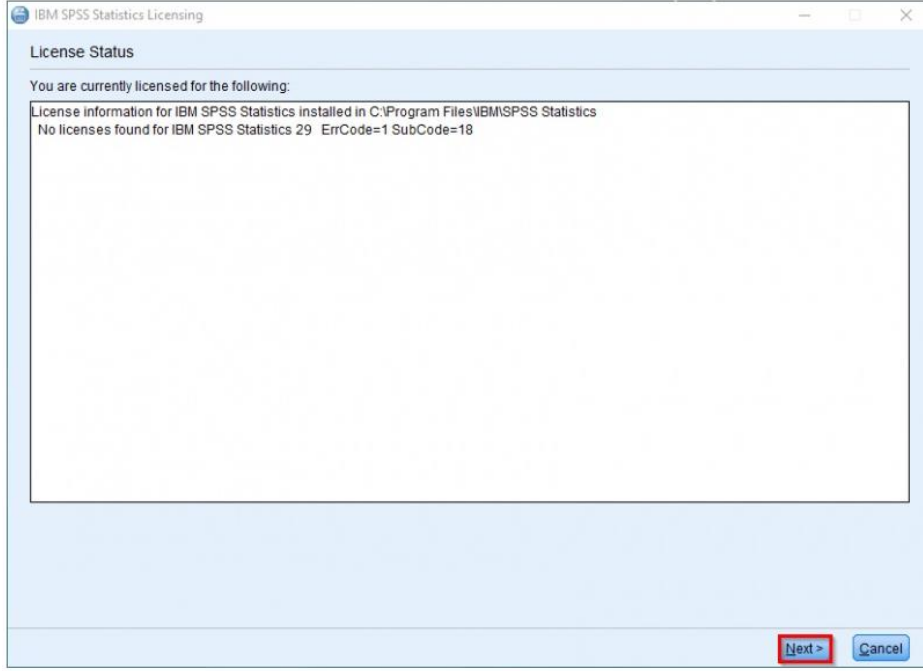 IBM SPSS Statistics Licensing
License Status
You are currently licensed for the following:
License information for IBM SPSS Statistics installed in C:\Program Files\IBM\SPSS Statistics
No licenses found for IBM SPSS Statistics 29 ErrCode=1 SubCode=18
Next > Cancel